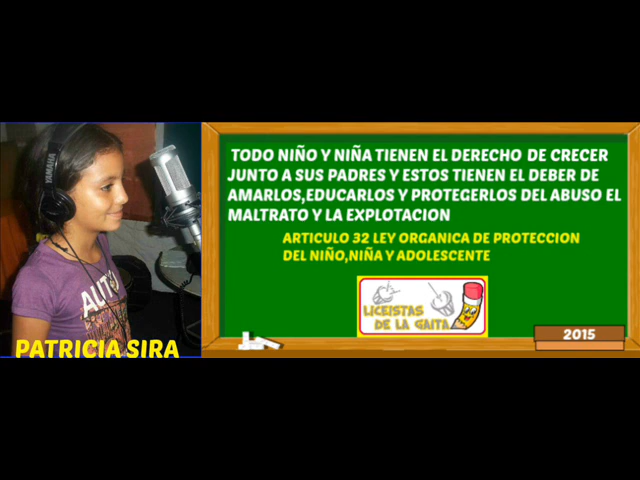 YAMAHA
PATRICIA SIRA
TODO NIÑO Y NIÑA TIENEN EL DERECHO DE CRECER
JUNTO A SUS PADRES Y ESTOS TIENEN EL DEBER DE
AMARLOS,EDUCARLOS Y PROTEGERLOS DEL ABUSO EL
MALTRATO Y LA EXPLOTACION
ARTICULO 32 LEY ORGANICA DE PROTECCION
DEL NIÑO,NIÑA Y ADOLESCENTE
LICEISTAS
DE LA GAITA
2015